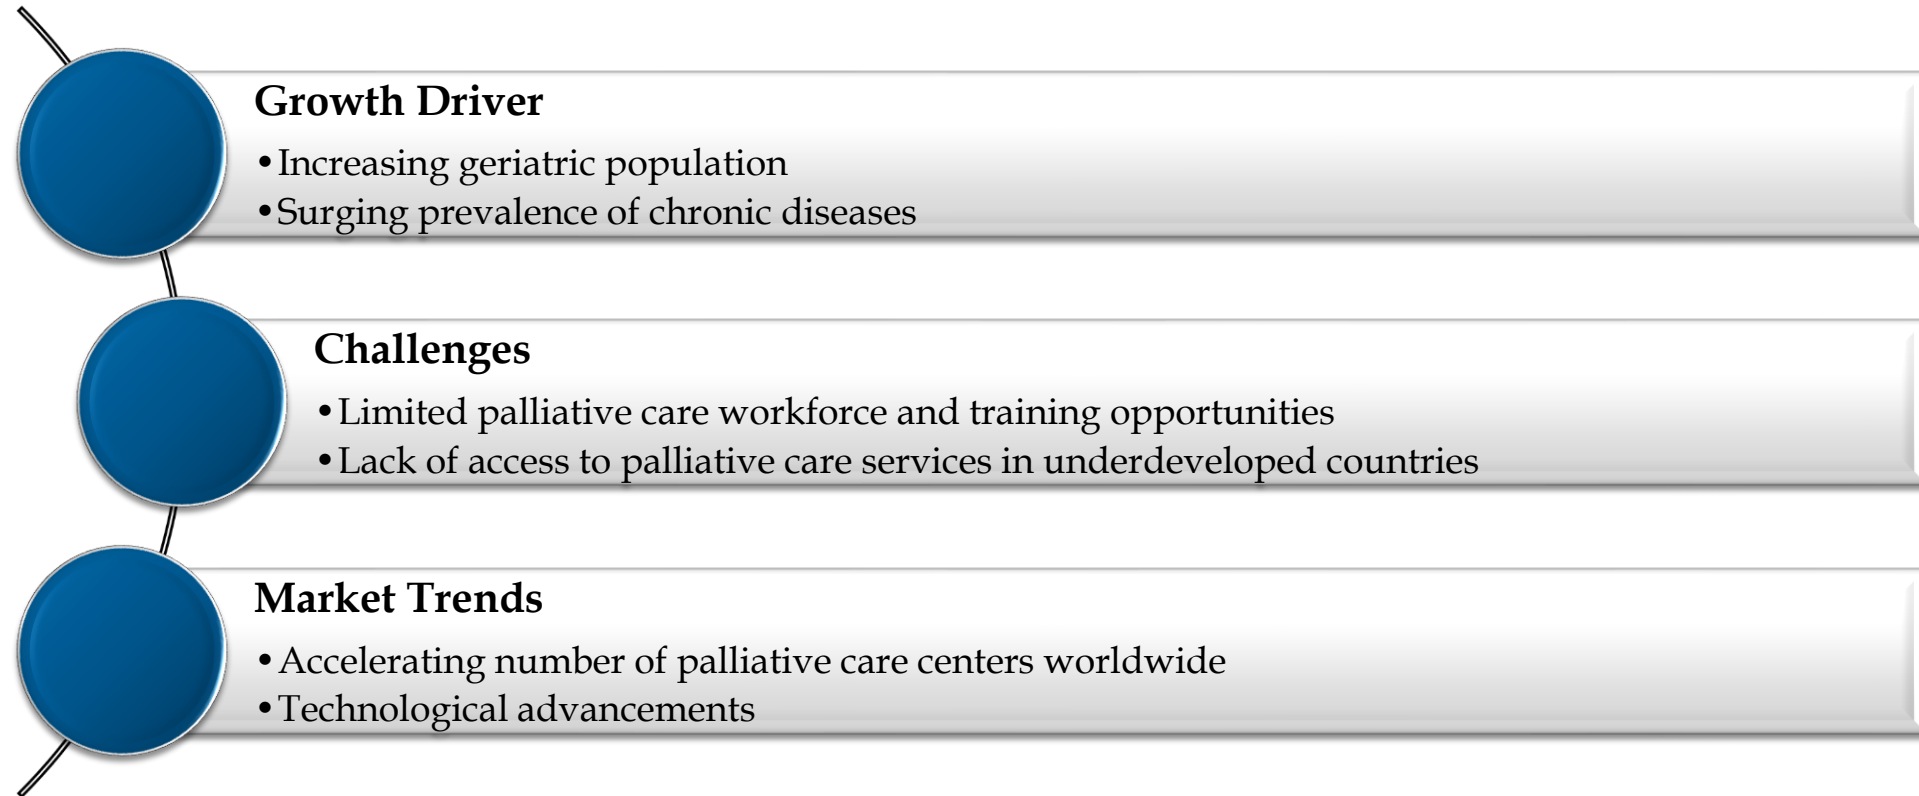 Growth Driver
•Increasing geriatric population
•Surging prevalence of chronic diseases
Challenges
•Limited palliative care workforce and training opportunities
•Lack of access to palliative care services in underdeveloped countries
Market Trends
•Accelerating number of palliative care centers worldwide
•Technological advancements